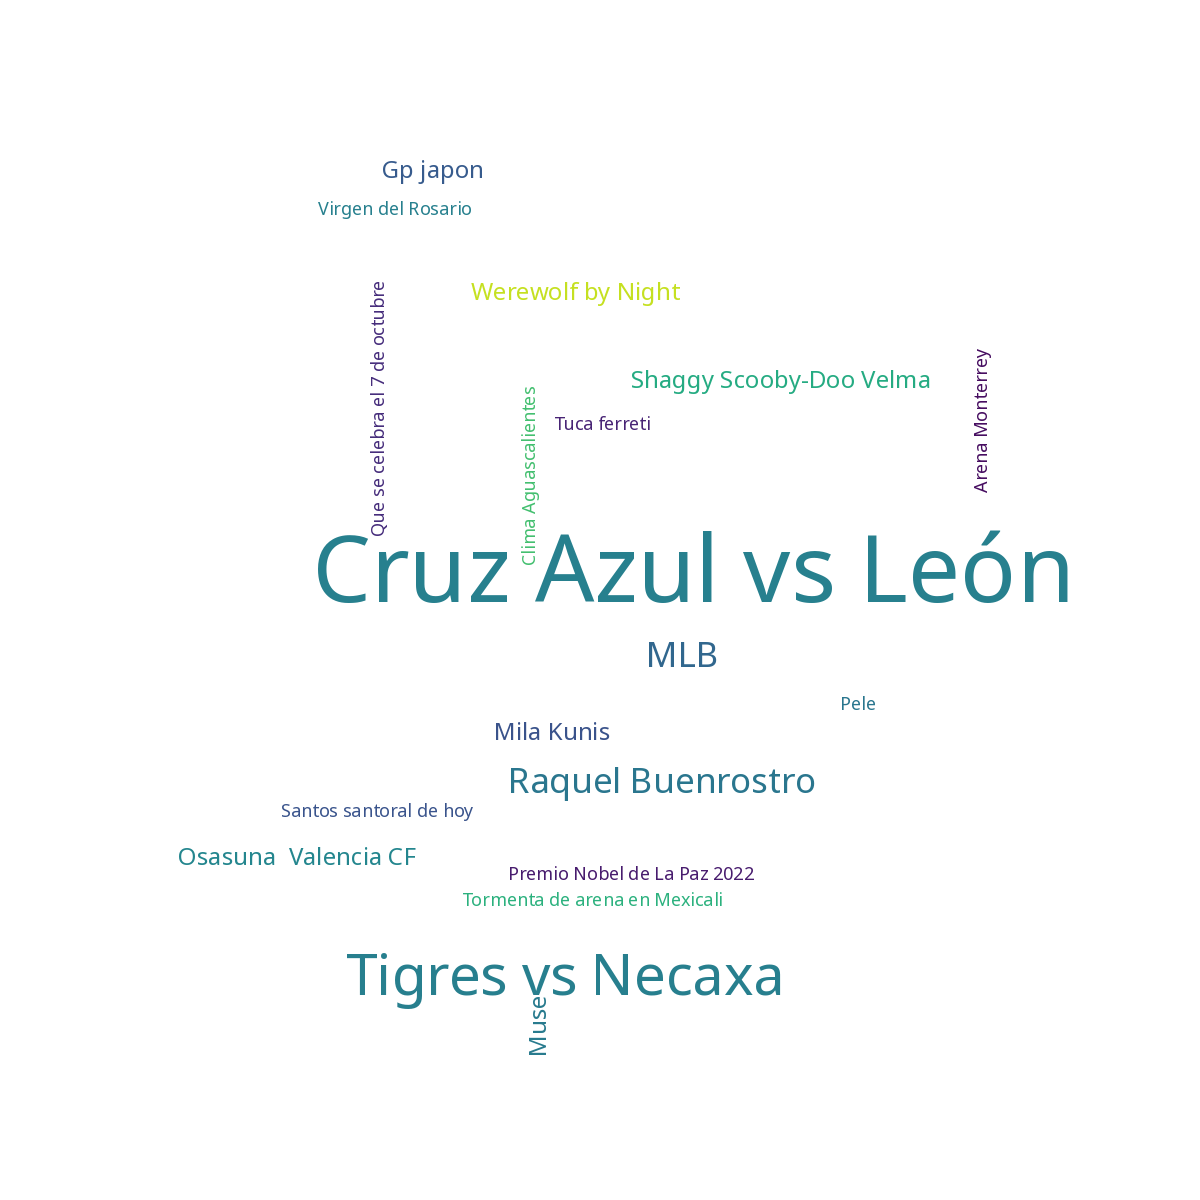 Gp japon
Virgen del Rosario
Werewolf by Night
Que se celebra el 7 de octubre
Shaggy Scooby-Doo Velma
Arena Monterrey
Clima Aguascalientes
Tuca ferreti
Cruz Azul vs León
MLB
Pele
Mila Kunis
Raquel Buenrostro
Santos santoral de hoy
Osasuna  Valencia CF
Premio Nobel de La Paz 2022
Tormenta de arena en Mexicali
Tigres vs Necaxa
Muse